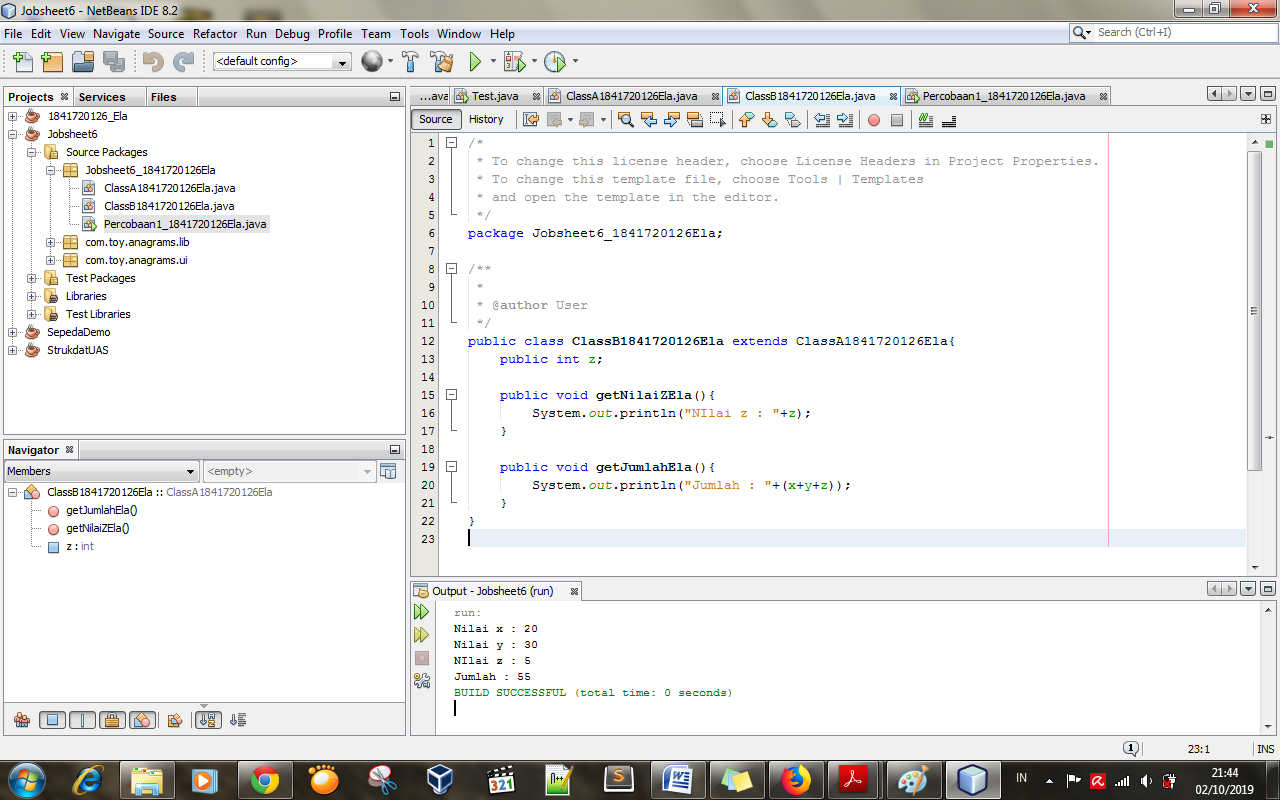 Jobsheet6 - NetBeans IDE 8.2
File Edit View Navigate Source Refactor Run Debug Profile Team Tools Window Help
Search (Ctrl+I)
<default config>
Projects Services Files
1841720126_Ela
Jobsheet6
Source Packages
Jobsheet6_1841720126Ela
ClassA1841720126Ela.java
ClassB1841720126Ela.java
Percobaan1_1841720126Ela.java
com.toy.anagrams.lib
com.toy.anagrams.ui
Test Packages
Libraries
Test Libraries
SepedaDemo
StrukdatUAS
Navigator
Members <empty>
ClassB1841720126Ela :: ClassA1841720126Ela
getJumlahEla()
getNilaiZEla()
z : int
...ava Test.java ClassA1841720126Ela.java ClassB1841720126Ela.java Percobaan1_1841720126Ela.java
Source History
1 /*
2 * To change this license header, choose License Headers in Project Properties.
3 * To change this template file, choose Tools | Templates
4 * and open the template in the editor.
5 */
6 package Jobsheet6_1841720126Ela;
7
8 /**
9 *
10 * @author User
11 */
12 public class ClassB1841720126Ela extends ClassA1841720126Ela{
13 public int z;
14
15 public void getNilaiZEla(){
16 System.out.println("NIlai z : "+z);
17 }
18
19 public void getJumlahEla(){
20 System.out.println("Jumlah : "+(x+y+z));
21 }
22 }
23
Output - Jobsheet6 (run)
run:
Nilai x : 20
Nilai y : 30
NIlai z : 5
Jumlah : 55
BUILD SUCCESSFUL (total time: 0 seconds)
1 23:1 INS
321
IN 21:44
02/10/2019